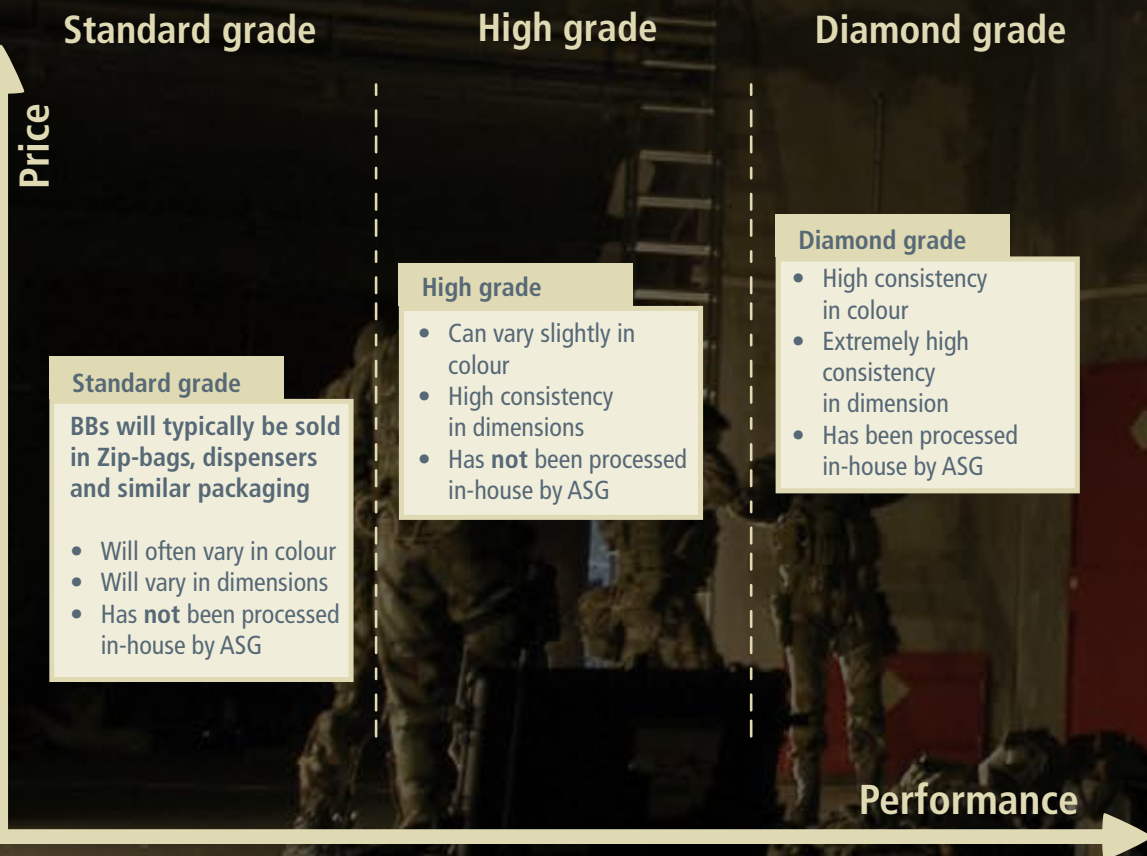 Standard grade
High grade
Diamond grade
Price
Standard grade
BBs will typically be sold
in Zip-bags, dispensers
and similar packaging
• Will often vary in colour
• Will vary in dimensions
• Has not been processed
in-house by ASG
High grade
• Can vary slightly in
colour
• High consistency
in dimensions
• Has not been processed
in-house by ASG
Diamond grade
• High consistency
in colour
• Extremely high
consistency
in dimension
• Has been processed
in-house by ASG
Performance